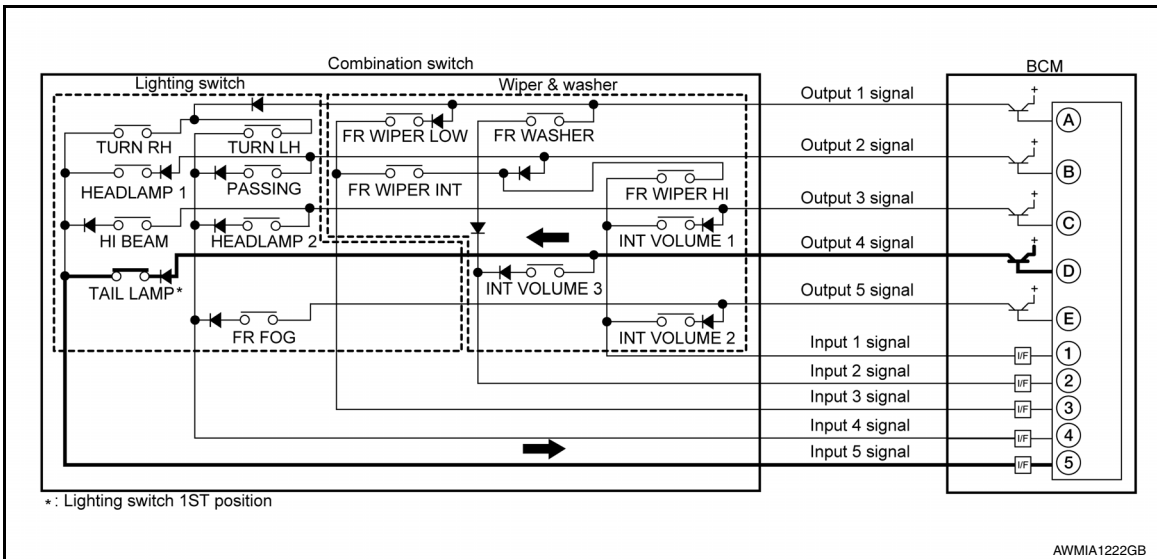 Combination switch
BCM
Lighting switch
Wiper & washer
Output 1 signal
+
A
TURN RH
TURN LH
FR WIPER LOW
FR WASHER
Output 2 signal
+
B
HEADLAMP 1
PASSING
FR WIPER INT
FR WIPER HI
Output 3 signal
+
C
HI BEAM
HEADLAMP 2
INT VOLUME 1
Output 4 signal
+
D
TAIL LAMP*
INT VOLUME 3
Output 5 signal
+
E
FR FOG
INT VOLUME 2
Input 1 signal
I/F
1
Input 2 signal
I/F
2
Input 3 signal
I/F
3
Input 4 signal
I/F
4
Input 5 signal
I/F
5
*: Lighting switch 1ST position
AWMIA1222GB